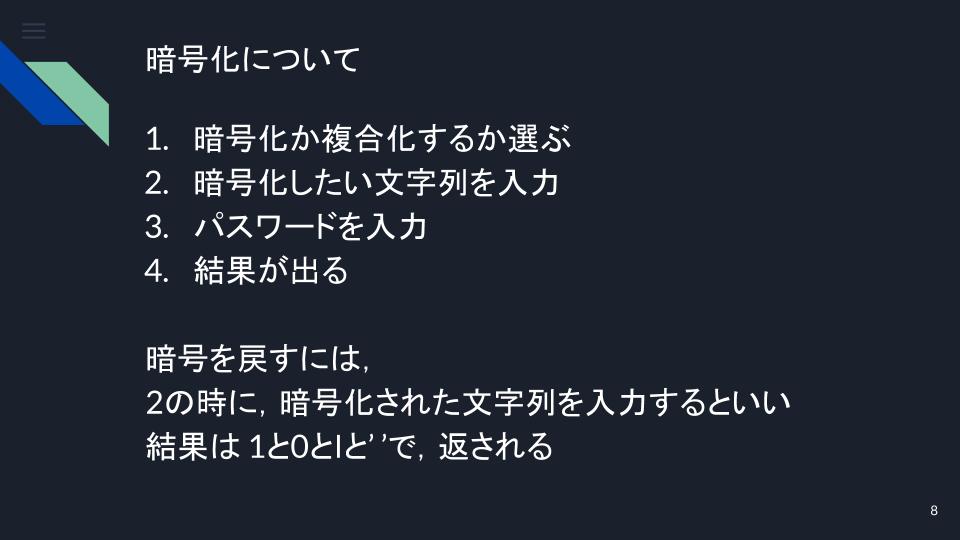 暗号化について
1. 暗号化か複合化するか選ぶ
2. 暗号化したい文字列を入力
3. パスワードを入力
4. 結果が出る
暗号を戻すには,
2の時に, 暗号化された文字列を入力するといい
結果は 1と0とlと’ ’で, 返される
8